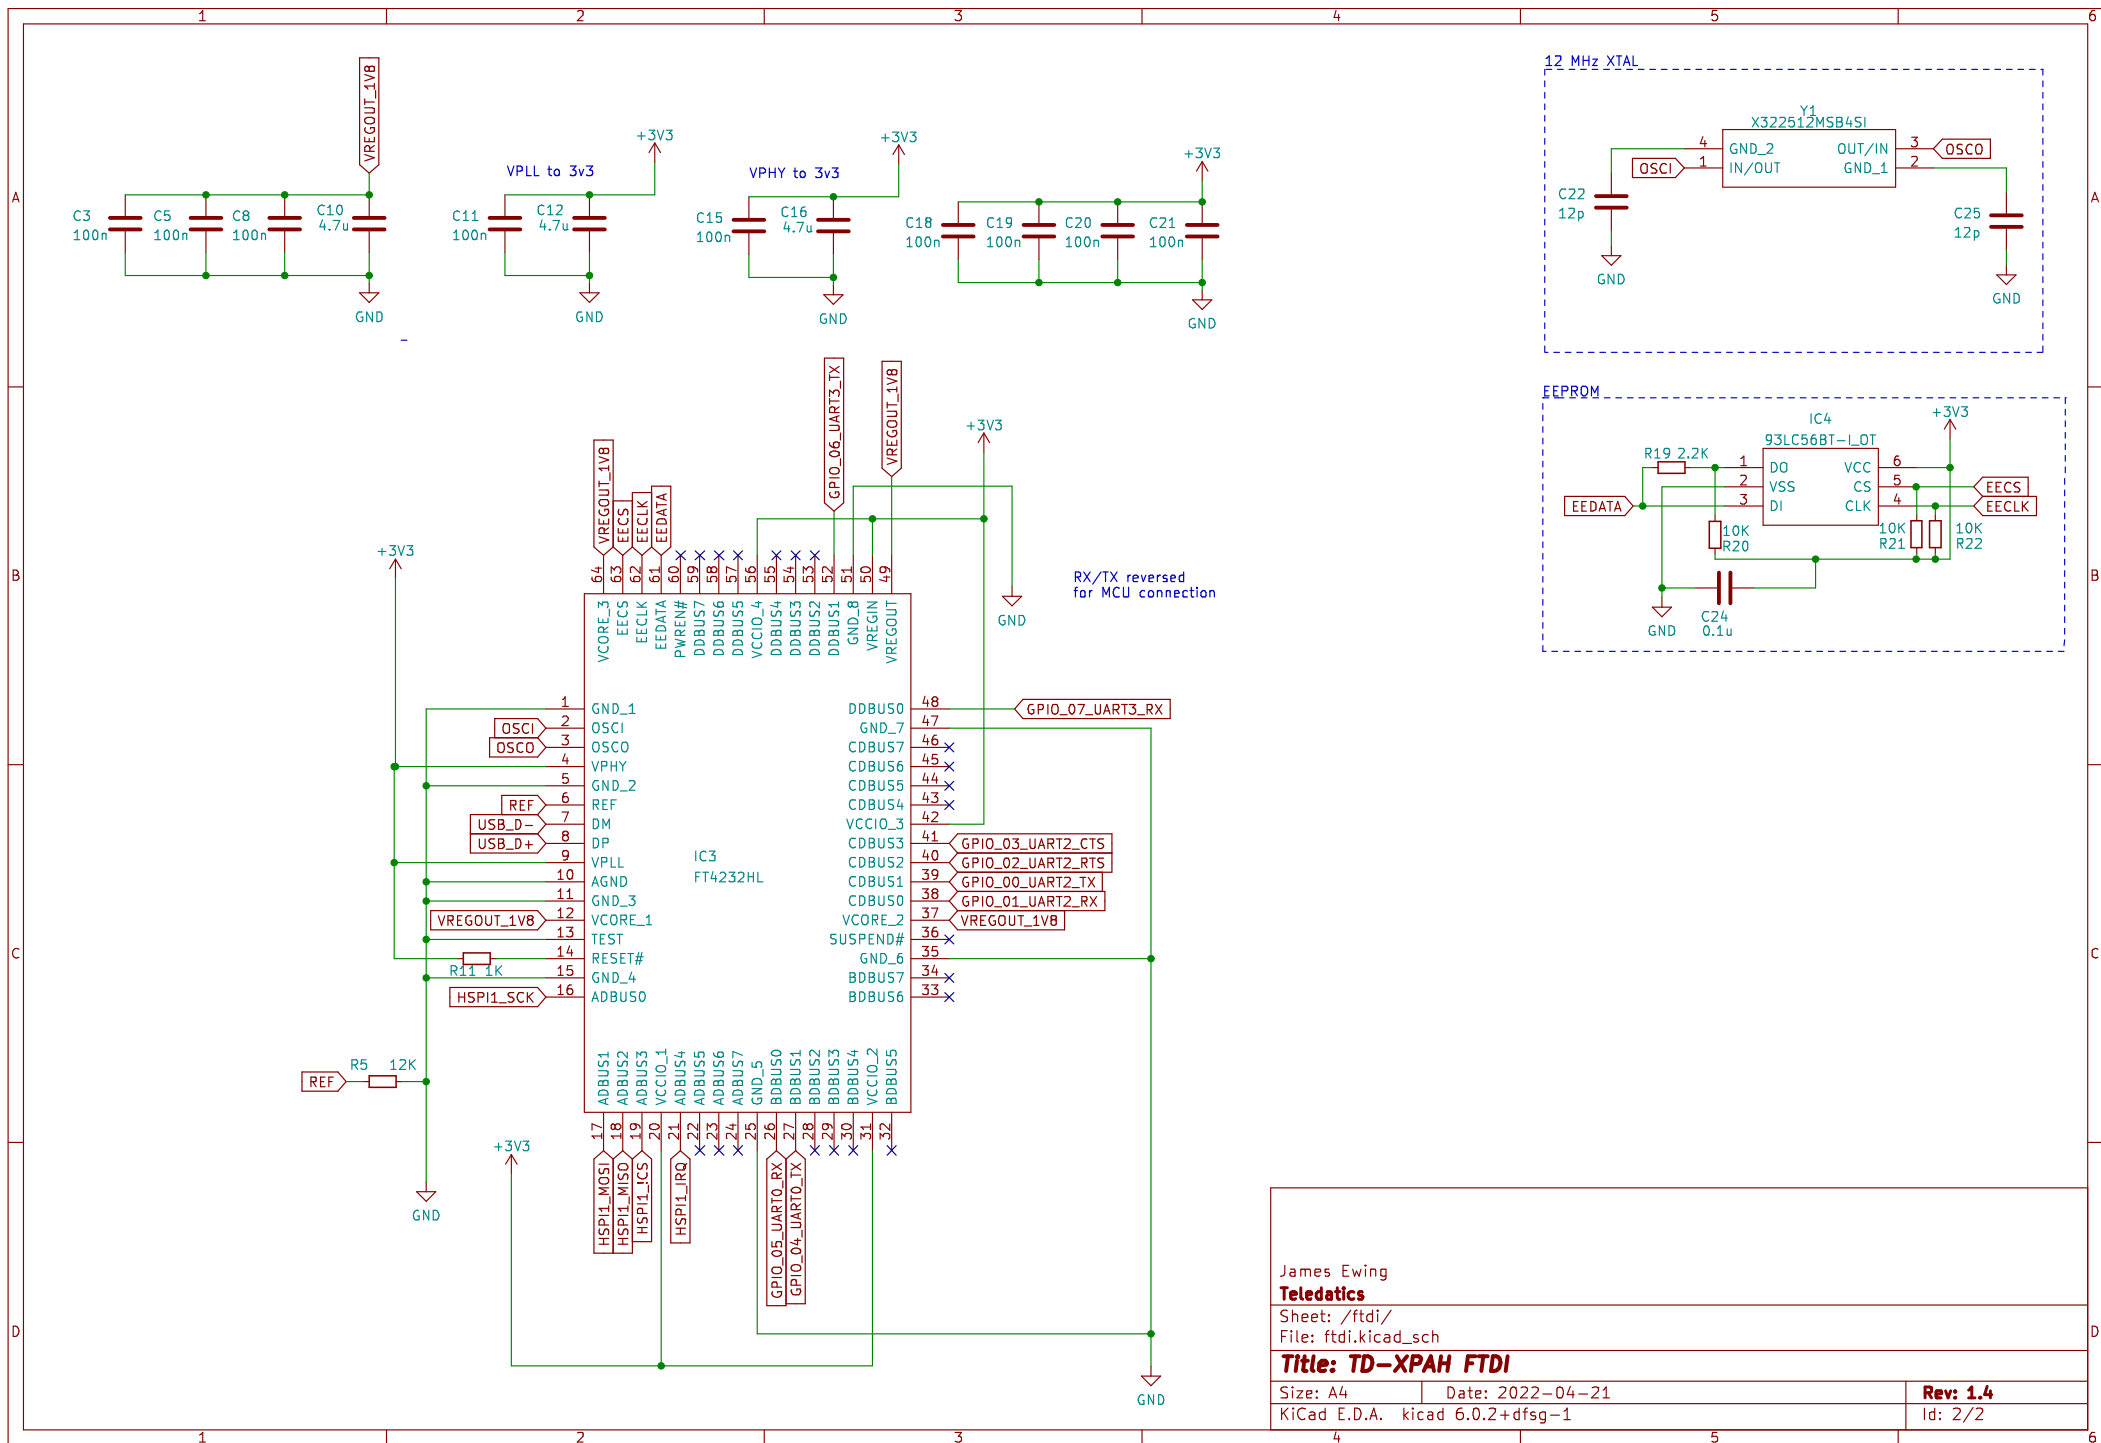 1 2 3 4 5 6
A
B
C
D
A
B
C
D
VREGOUT_1V8
C3
100n
C5
100n
C8
100n
C10
4.7u
GND
VPLL to 3v3
+3V3
C11
100n
C12
4.7u
GND
VPHY to 3v3
+3V3
C15
100n
C16
4.7u
GND
+3V3
C18
100n
C19
100n
C20
100n
C21
100n
GND
12 MHz XTAL
Y1
X322512MSB4SI
4 GND_2
1 IN/OUT
OUT/IN 3
GND_1 2
OSCI
OSCO
C22
12p
GND
C25
12p
GND
EEPROM
IC4
93LC56BT-I_OT
+3V3
R19 2.2K
1 DO
2 VSS
3 DI
VCC 6
CS 5
CLK 4
EEDATA
EECS
EECLK
10K
R20
10K
R21
10K
R22
C24
0.1u
GND
RX/TX reversed
for MCU connection
IC3
FT4232HL
VREGOUT_1V8
EECS
EECLK
EEDATA
GPIO_06_UART3_TX
VREGOUT_1V8
+3V3
GND
64 VCORE_3
63 EECS
62 EECLK
61 EEDATA
60 PWREN#
59 DDBUS7
58 DDBUS6
57 DDBUS5
56 VCCIO_4
55 DDBUS4
54 DDBUS3
53 DDBUS2
52 DDBUS1
51 GND_8
50 VREGIN
49 VREGOUT
+3V3
1 GND_1
OSCI 2 OSCI
OSCO 3 OSCO
4 VPHY
5 GND_2
REF 6 REF
USB_D- 7 DM
USB_D+ 8 DP
9 VPLL
10 AGND
11 GND_3
VREGOUT_1V8 12 VCORE_1
13 TEST
14 RESET#
R11 1K
15 GND_4
HSPI1_SCK 16 ADBUS0
REF
R5 12K
GND
DDBUS0 48 GPIO_07_UART3_RX
GND_7 47
CDBUS7 46
CDBUS6 45
CDBUS5 44
CDBUS4 43
VCCIO_3 42
CDBUS3 41 GPIO_03_UART2_CTS
CDBUS2 40 GPIO_02_UART2_RTS
CDBUS1 39 GPIO_00_UART2_TX
CDBUS0 38 GPIO_01_UART2_RX
VCORE_2 37 VREGOUT_1V8
SUSPEND# 36
GND_6 35
BDBUS7 34
BDBUS6 33
+3V3
ADBUS1 17 HSPI1_MOSI
ADBUS2 18 HSPI1_MISO
ADBUS3 19 HSPI1_!CS
VCCIO_1 20
ADBUS4 21 HSPI1_IRQ
ADBUS5 22
ADBUS6 23
ADBUS7 24
GND_5 25
BDBUS0 26 GPIO_05_UART0_RX
BDBUS1 27 GPIO_04_UART0_TX
BDBUS2 28
BDBUS3 29
BDBUS4 30
VCCIO_2 31
BDBUS5 32
GND
James Ewing
Teledatics
Sheet: /ftdi/
File: ftdi.kicad_sch
Title: TD-XPAH FTDI
Size: A4 Date: 2022-04-21 Rev: 1.4
KiCad E.D.A. kicad 6.0.2+dfsg-1 Id: 2/2
1 2 3 4 5 6